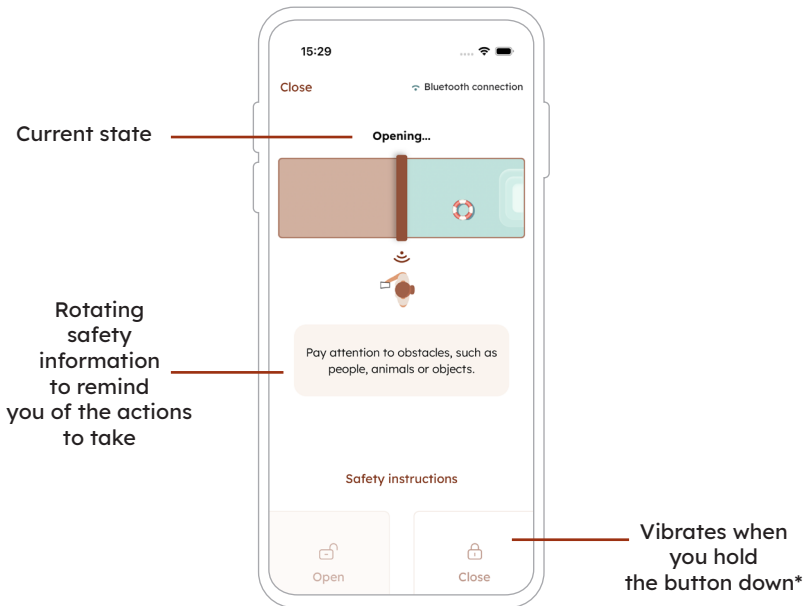 15:29
Close
Bluetooth connection
Current state
Opening...
Rotating
safety
information
to remind
you of the actions
to take
Pay attention to obstacles, such as
people, animals or objects.
Safety instructions
Open
Close
Vibrates when
you hold
the button down*